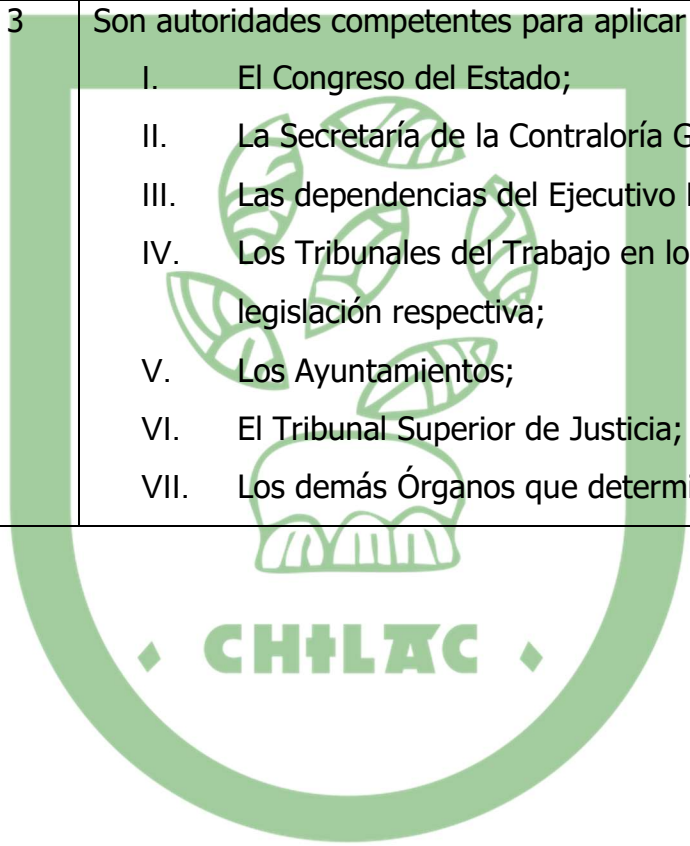 3 Son autoridades competentes para aplicar
I. El Congreso del Estado;
II. La Secretaría de la Contraloría G
III. Las dependencias del Ejecutivo
IV. Los Tribunales del Trabajo en lo
legislación respectiva;
V. Los Ayuntamientos;
VI. El Tribunal Superior de Justicia;
VII. Los demás Órganos que determi
CHILAC